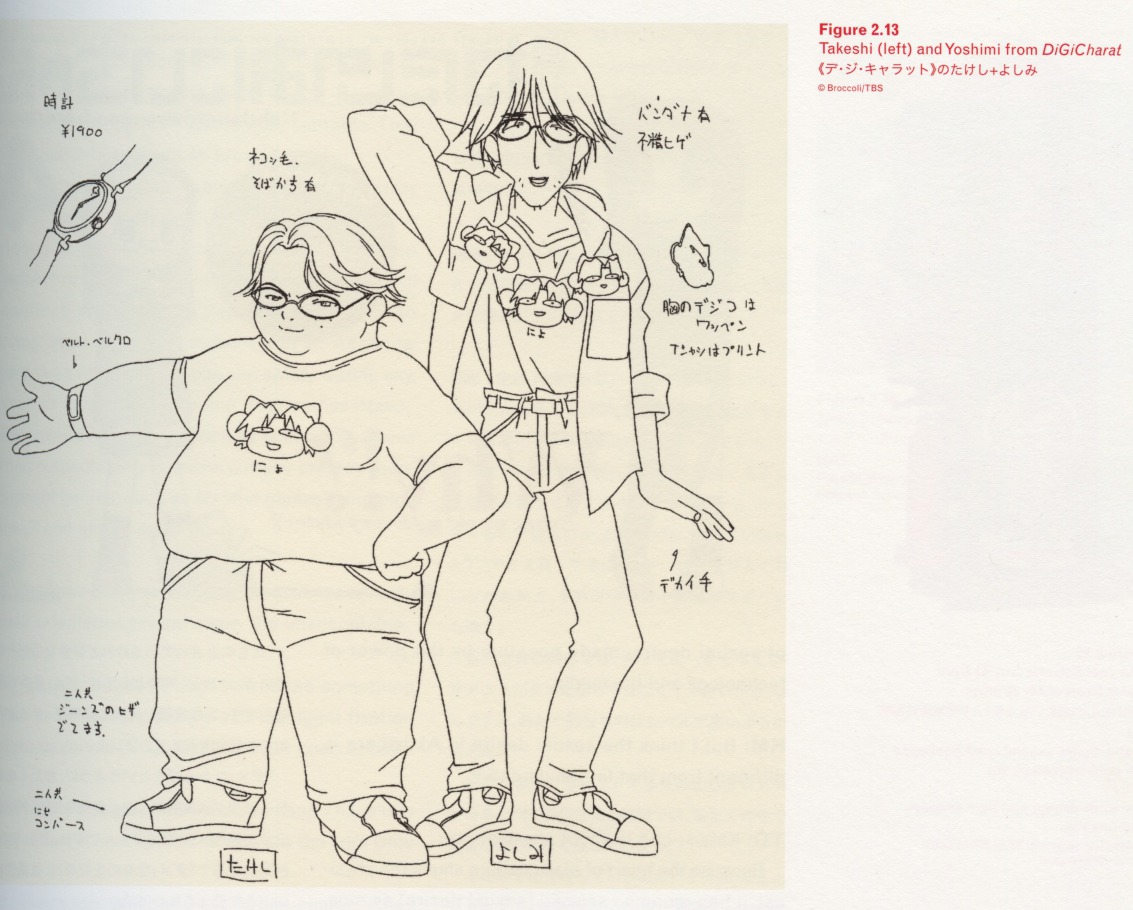 Figure 2.13
Takeshi (left) and Yoshimi from DiGiCharat
《デ・ジ・キャラット》のたけし+よしみ
© Broccoli/TBS
時計
¥1900
ネコッ毛.
そばかす有
バンダナ有
不精ヒゲ
胸のデジコは
ワッペン
Tシャツはプリント
ベルト.ベルクロ
にょ
にょ
デカイ手
二人共
ジーンズのヒザ
でてます.
二人共
にせ
コンバース
たけし
よしみ